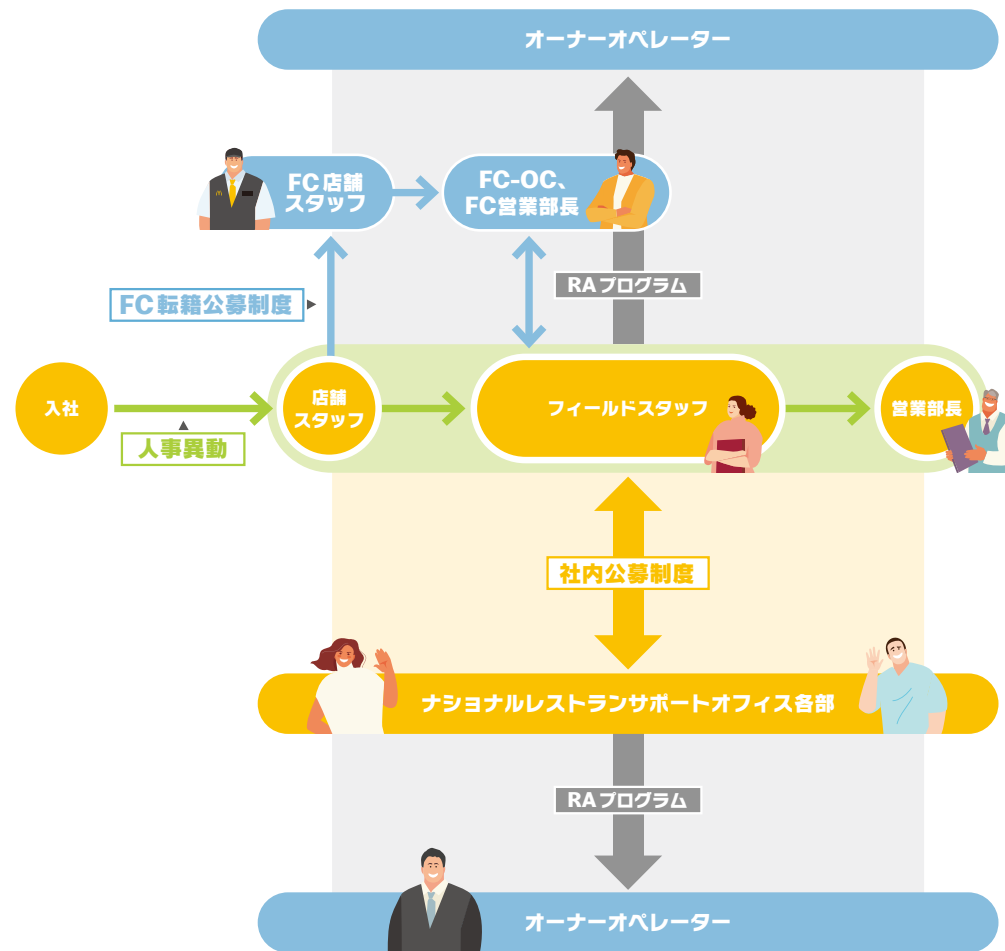 オーナーオペレーター
FC店舗
スタッフ
FC-OC、
FC営業部長
RAプログラム
FC転籍公募制度
入社
人事異動
店舗
スタッフ
フィールドスタッフ
営業部長
社内公募制度
ナショナルレストランサポートオフィス各部
RAプログラム
オーナーオペレーター